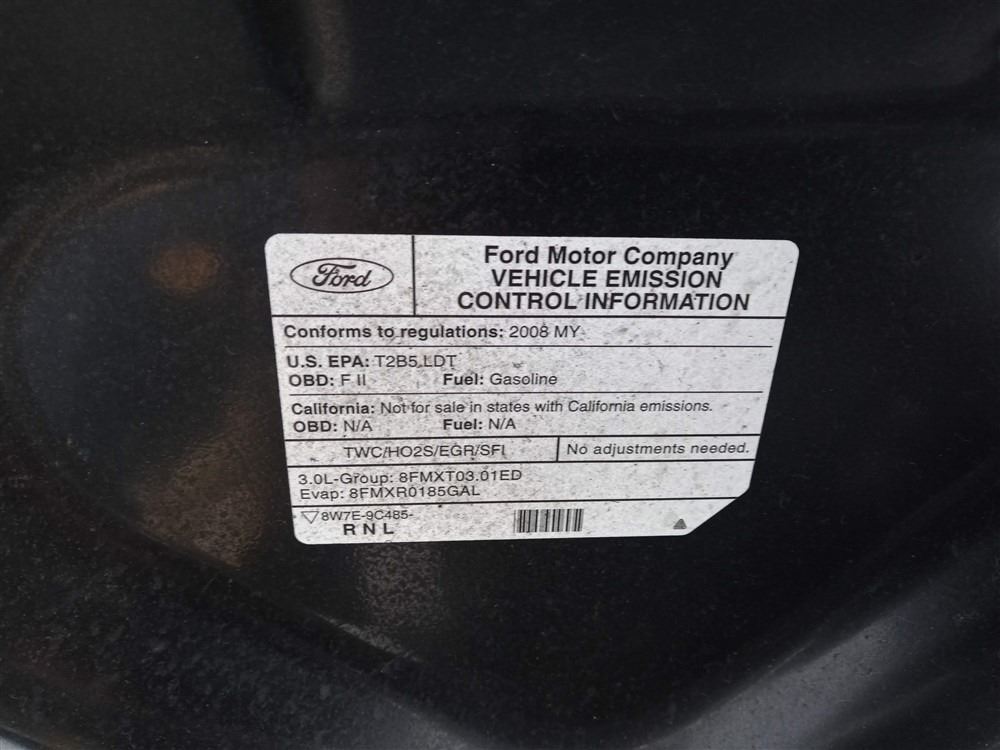 Ford
Ford Motor Company
VEHICLE EMISSION
CONTROL INFORMATION
Conforms to regulations: 2008 MY
U.S. EPA: T2B5 LDT
OBD: F II Fuel: Gasoline
California: Not for sale in states with California emissions.
OBD: N/A Fuel: N/A
TWC/HO2S/EGR/SFI No adjustments needed.
3.0L-Group: 8FMXT03.01ED
Evap: 8FMXR0185GAL
8W7E-9C485-
R N L